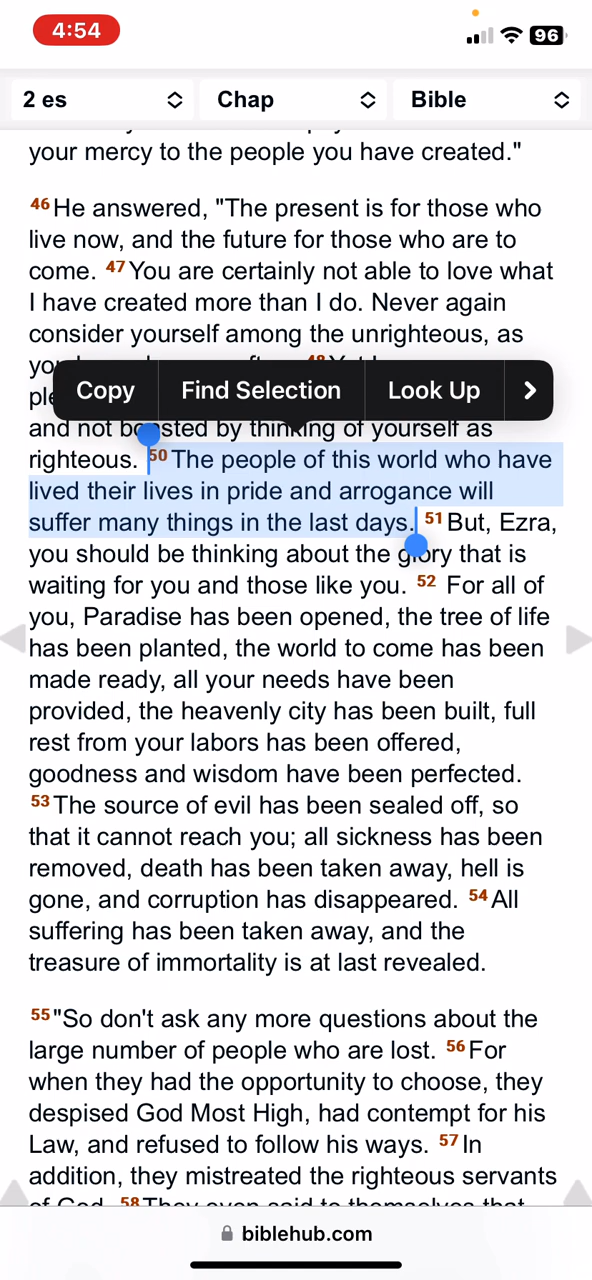 4:54
96
2 es
Chap
Bible
your mercy to the people you have created."
46 He answered, "The present is for those who
live now, and the future for those who are to
come. 47 You are certainly not able to love what
I have created more than I do. Never again
consider yourself among the unrighteous, as
Copy
Find Selection
Look Up
and not boasted by thinking of yourself as
righteous. 50 The people of this world who have
lived their lives in pride and arrogance will
suffer many things in the last days. 51 But, Ezra,
you should be thinking about the glory that is
waiting for you and those like you. 52 For all of
you, Paradise has been opened, the tree of life
has been planted, the world to come has been
made ready, all your needs have been
provided, the heavenly city has been built, full
rest from your labors has been offered,
goodness and wisdom have been perfected.
53 The source of evil has been sealed off, so
that it cannot reach you; all sickness has been
removed, death has been taken away, hell is
gone, and corruption has disappeared. 54 All
suffering has been taken away, and the
treasure of immortality is at last revealed.
55 "So don't ask any more questions about the
large number of people who are lost. 56 For
when they had the opportunity to choose, they
despised God Most High, had contempt for his
Law, and refused to follow his ways. 57 In
addition, they mistreated the righteous servants
of God. 58 They even said to themselves that
biblehub.com